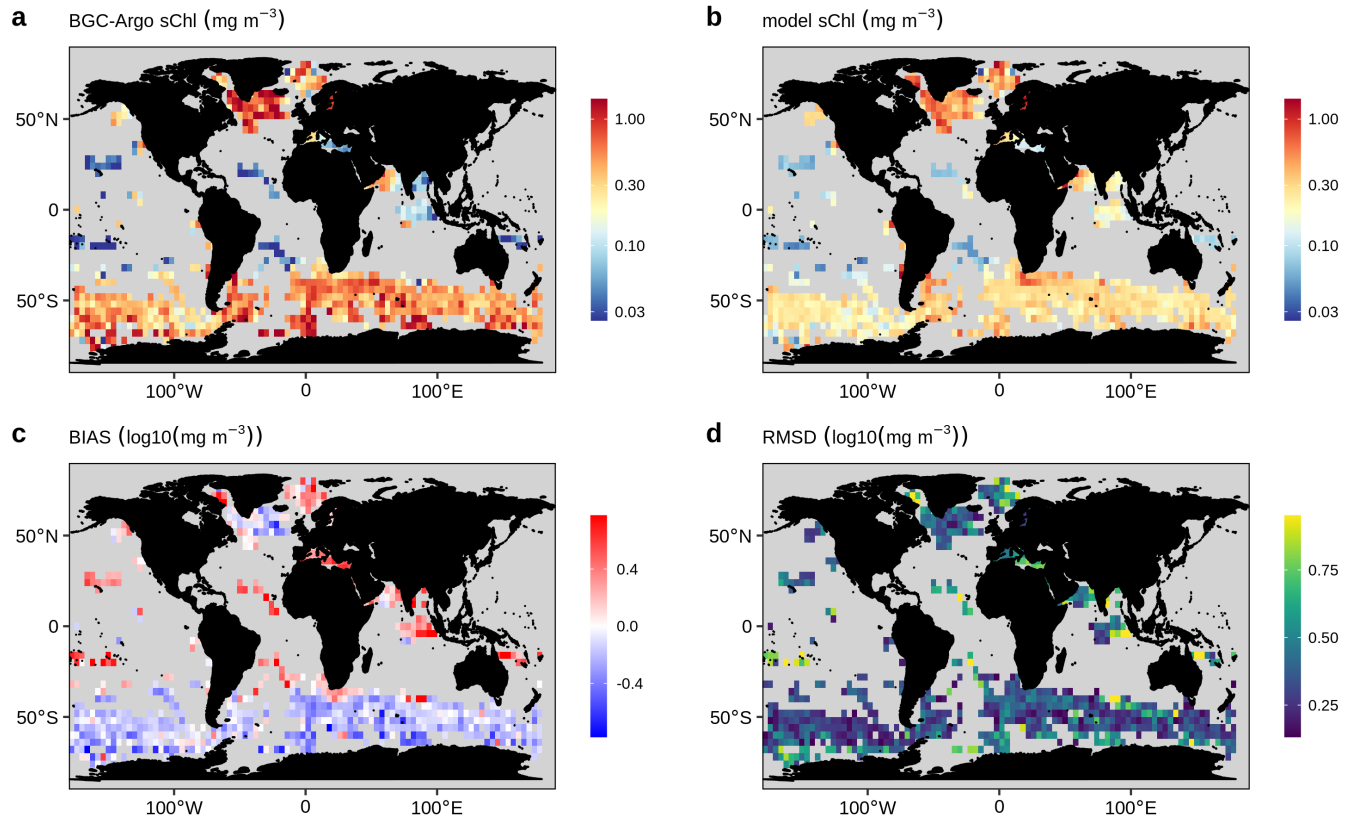 a BGC-Argo sChl (mg m⁻³)
50°N
0
50°S
100°W 0 100°E
1.00
0.30
0.10
0.03
b model sChl (mg m⁻³)
50°N
0
50°S
100°W 0 100°E
1.00
0.30
0.10
0.03
c BIAS (log10(mg m⁻³))
50°N
0
50°S
100°W 0 100°E
0.4
0.0
-0.4
d RMSD (log10(mg m⁻³))
50°N
0
50°S
100°W 0 100°E
0.75
0.50
0.25